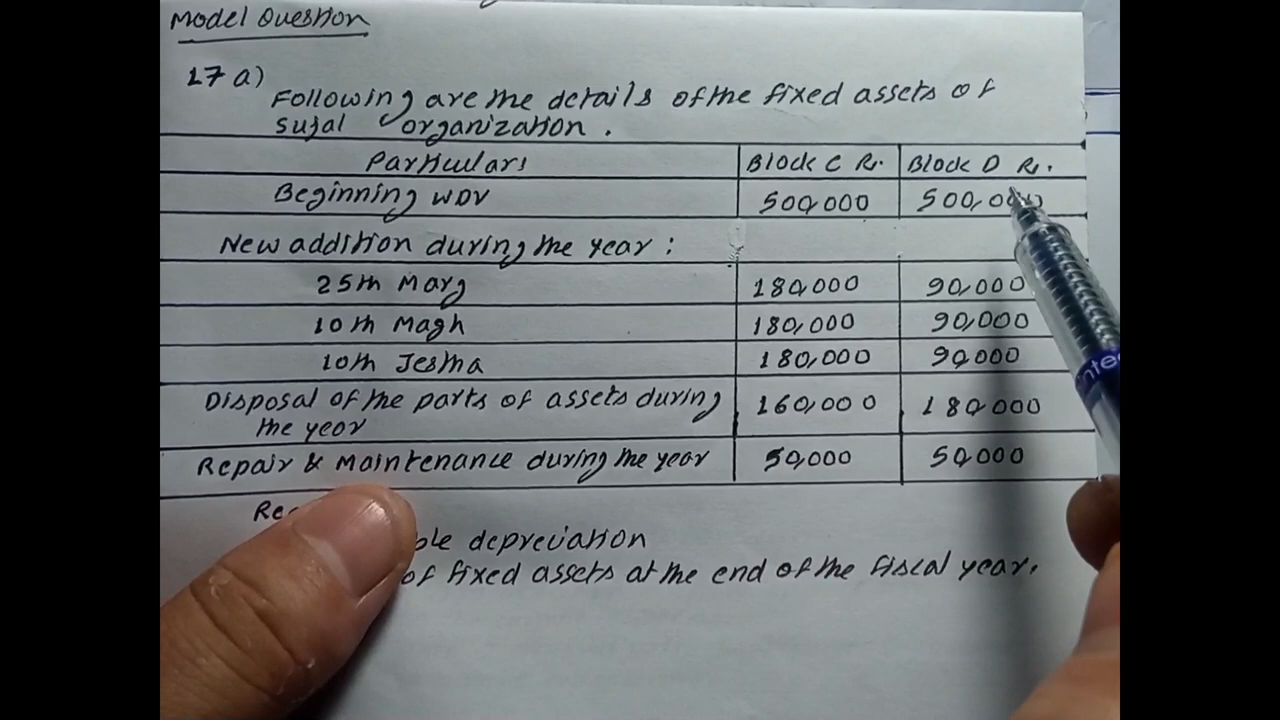 Model Question
17 a)
Following are the details of the fixed assets of
sujal organization.
Particulars Block C Rs. Block D Rs.
Beginning WDV 500,000 500,000
New addition during the year :
25th Marg 180,000 90,000
10th Magh 180,000 90,000
10th Jestha 180,000 90,000
Disposal of the parts of assets during 160,000 180,000
the year
Repair & Maintenance during the year 50,000 50,000
depreciation
of fixed assets at the end of the fiscal year.